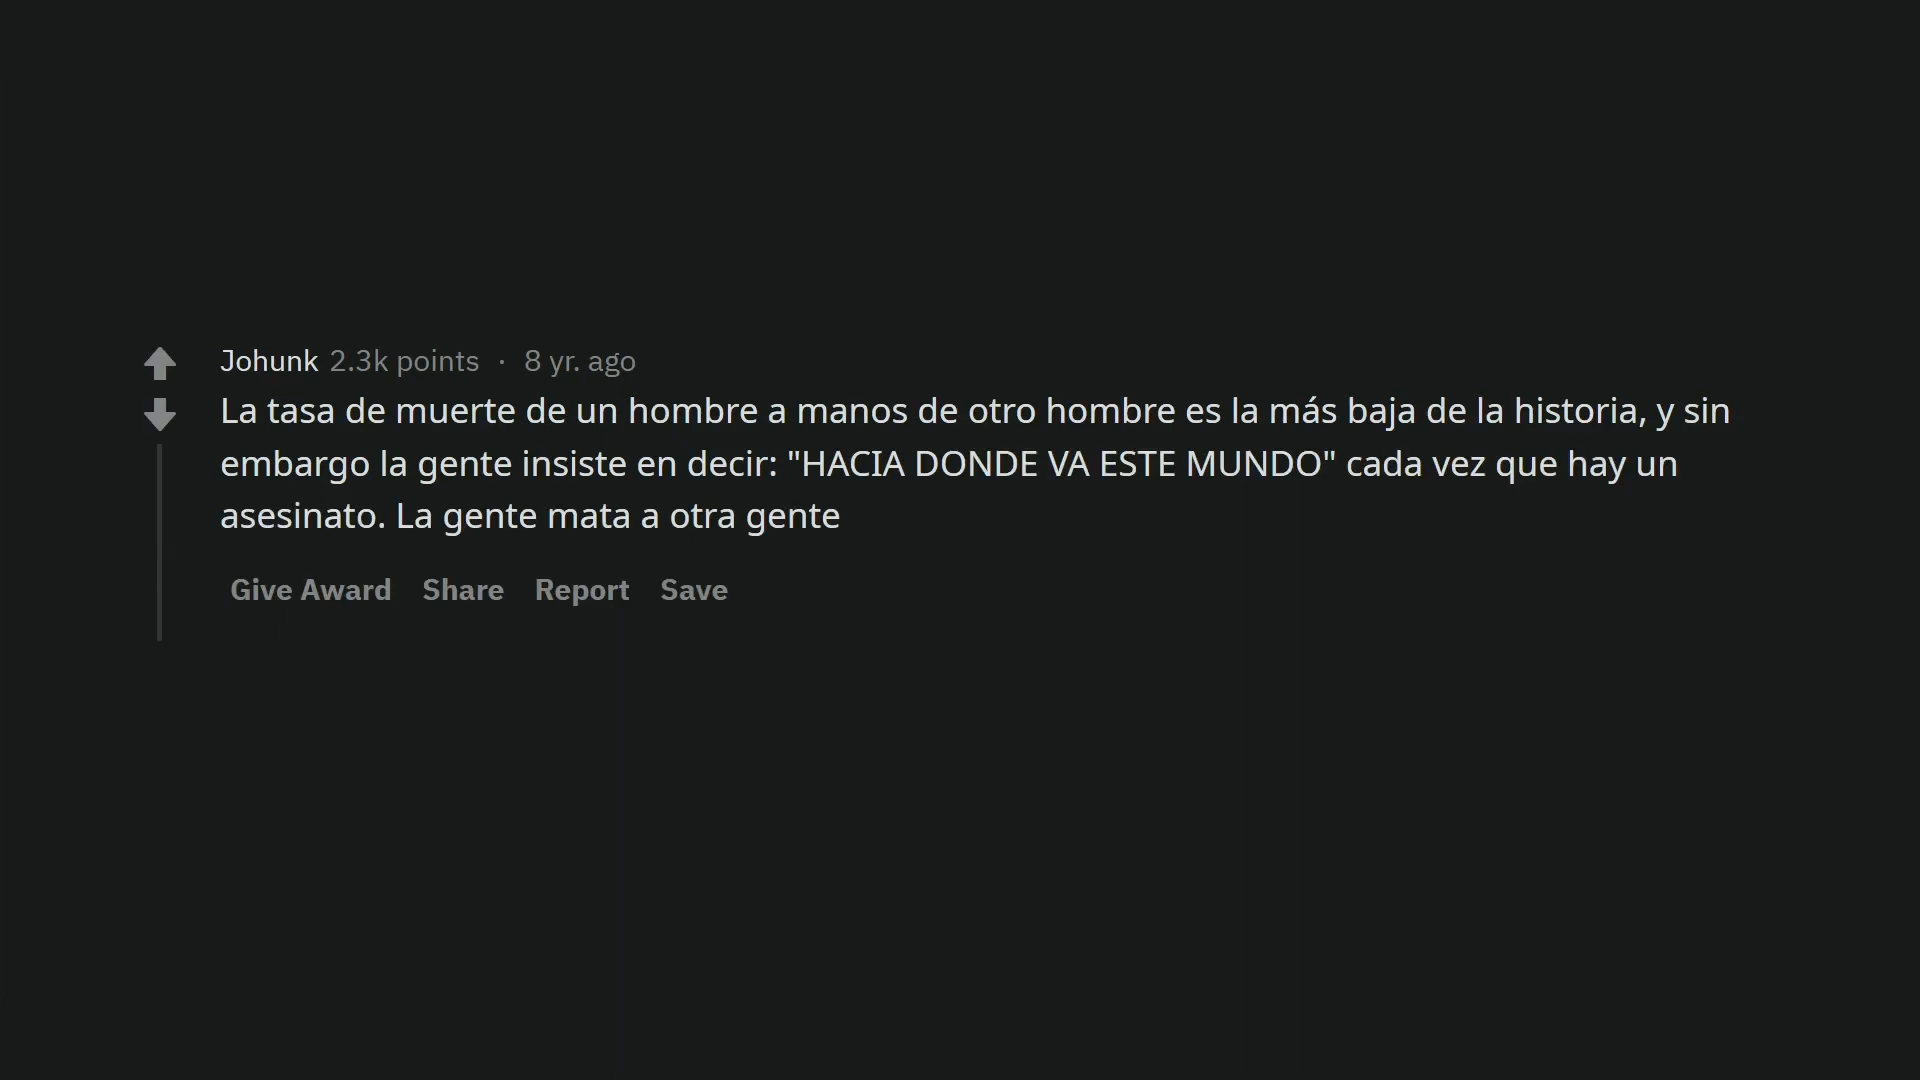 Johunk 2.3k points · 8 yr. ago
La tasa de muerte de un hombre a manos de otro hombre es la más baja de la historia, y sin
embargo la gente insiste en decir: "HACIA DONDE VA ESTE MUNDO" cada vez que hay un
asesinato. La gente mata a otra gente
Give Award Share Report Save